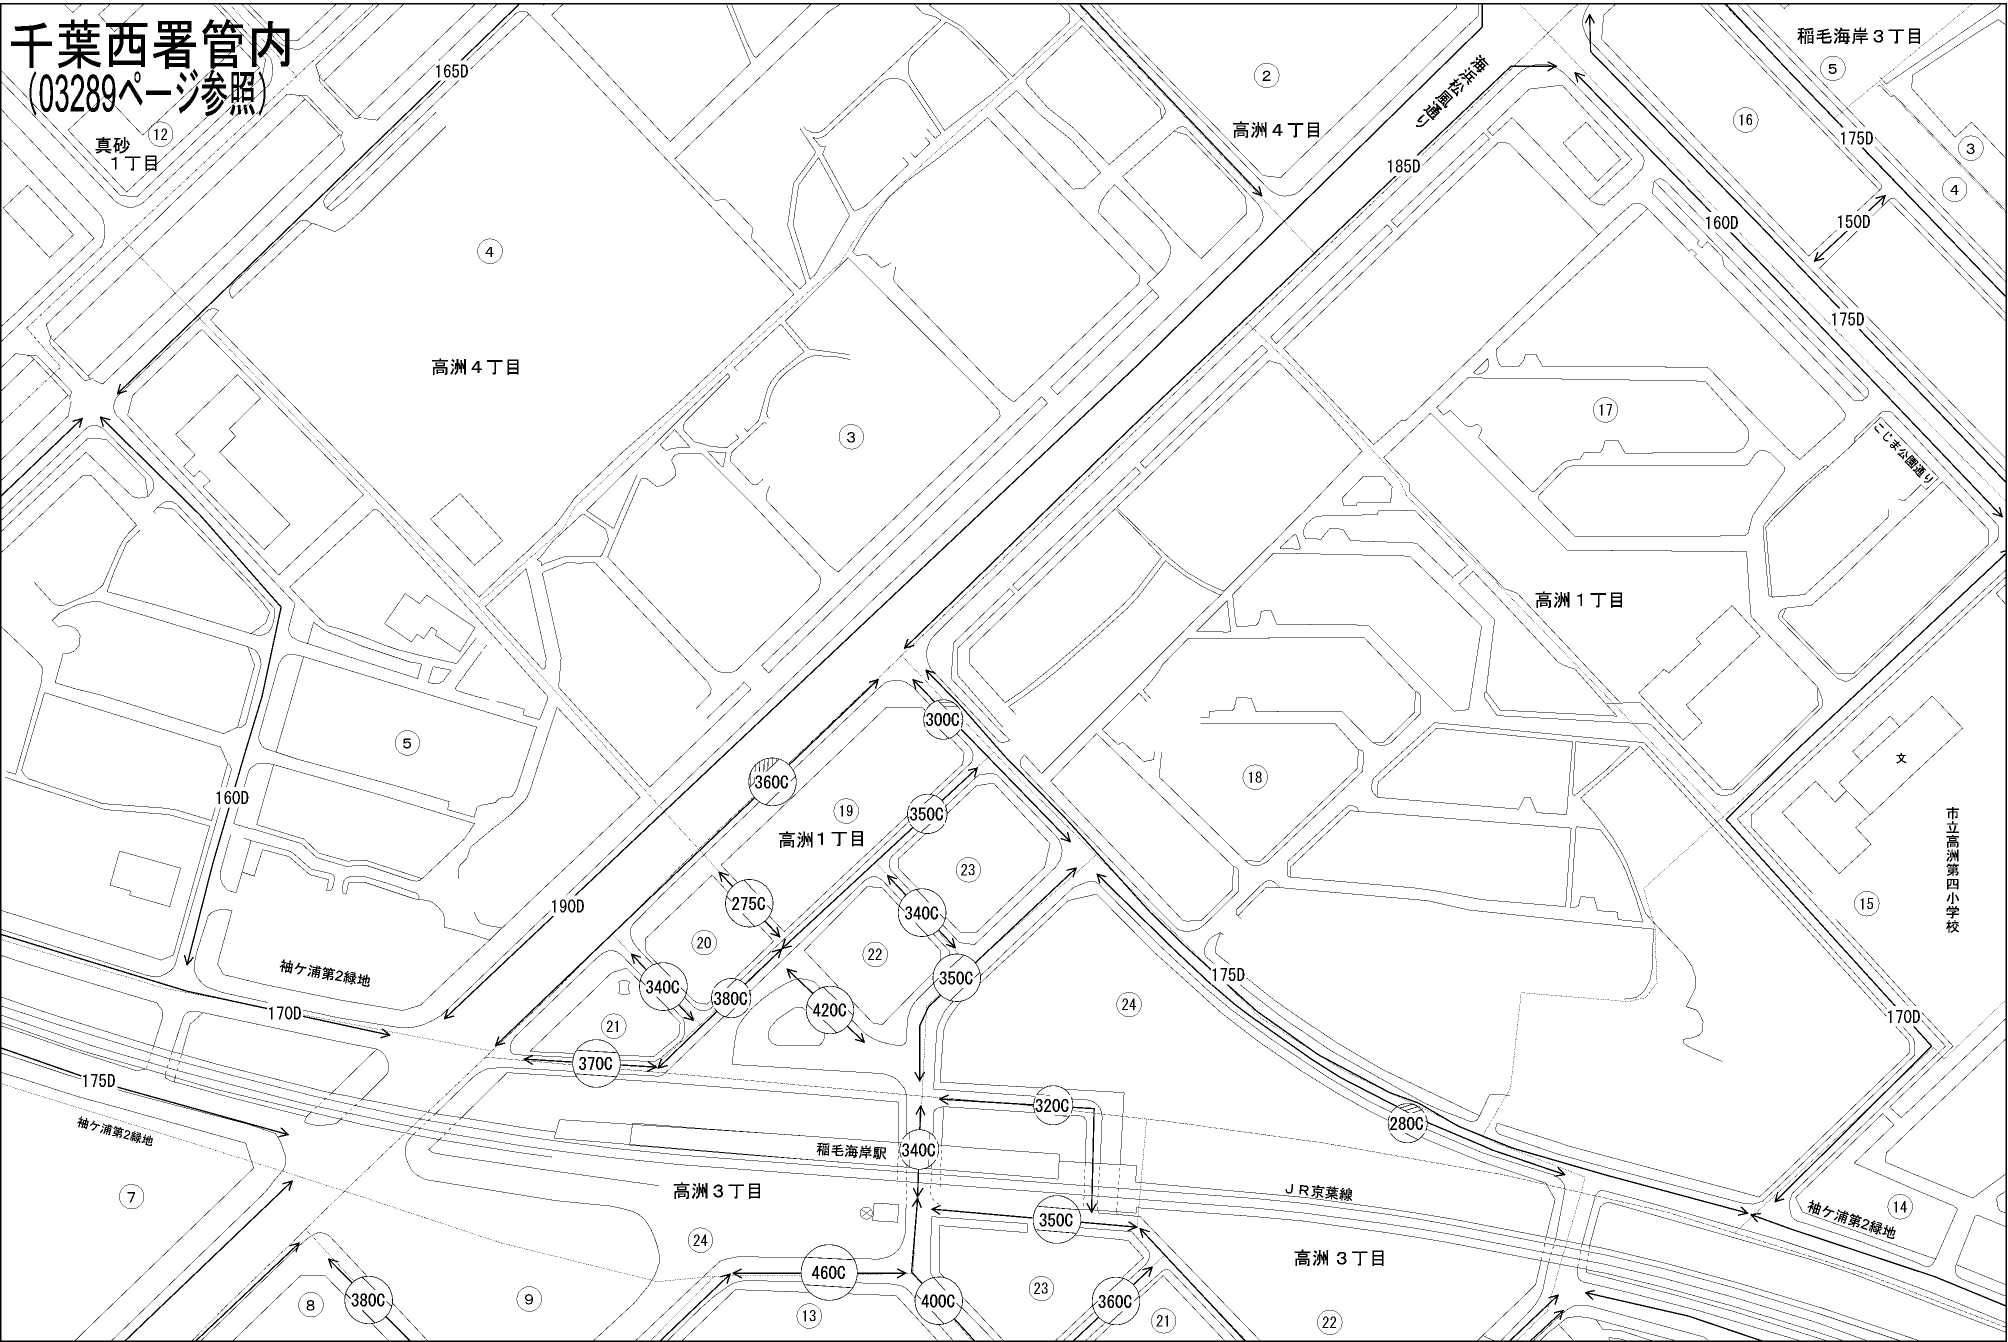 千葉西署管内
(03289ページ参照)
165D
海浜松風通り
②
稲毛海岸３丁目
⑤
高洲４丁目
⑯
175D
③
⑫
真砂
１丁目
185D
④
160D
150D
④
175D
高洲４丁目
⑰
③
こじま公園通り
高洲１丁目
300C
⑤
360C
⑱
文
160D
⑲
高洲１丁目
350C
市立高洲第四小学校
㉓
190D
275C
340C
⑮
⑳
㉒
袖ケ浦第2緑地
350C
175D
340C
380C
420C
㉔
170D
㉑
170D
370C
175D
320C
280C
袖ケ浦第2緑地
稲毛海岸駅
340C
高洲３丁目
ＪＲ京葉線
⑦
350C
⑭
袖ケ浦第2緑地
㉔
高洲３丁目
460C
㉓
380C
⑧
⑨
400C
360C
⑬
㉑
㉒